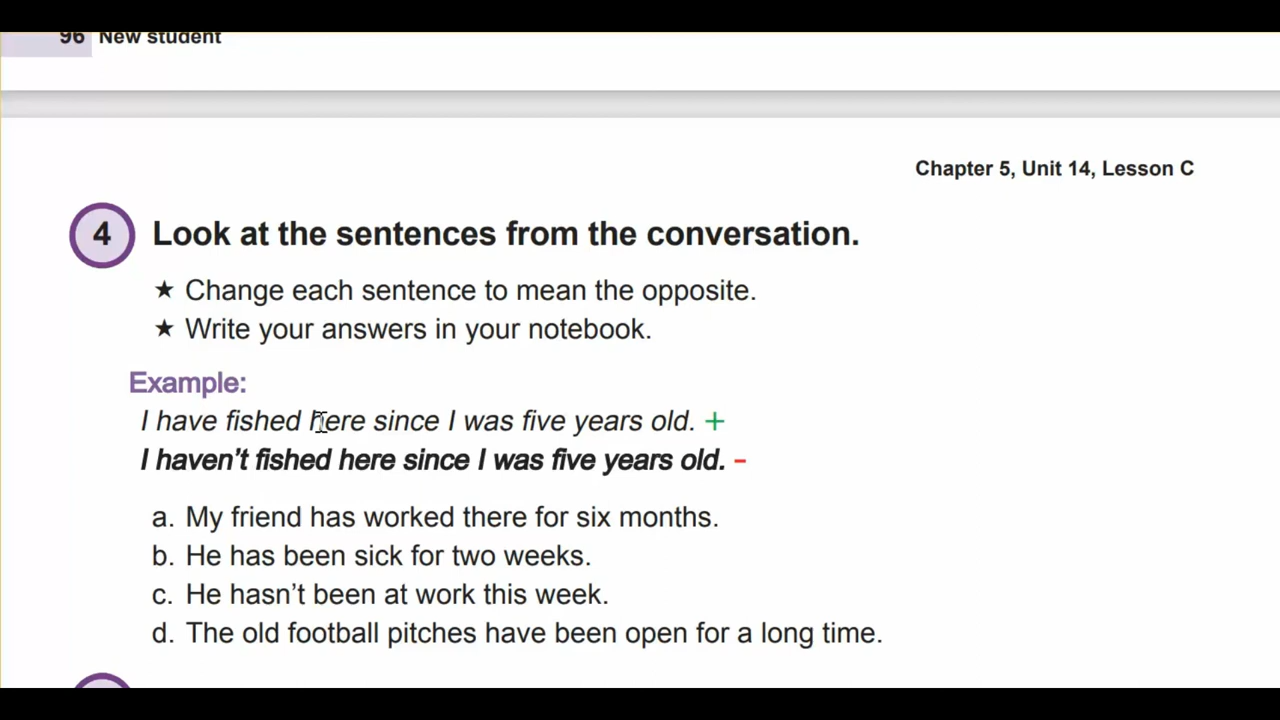 96 New student
Chapter 5, Unit 14, Lesson C
4 Look at the sentences from the conversation.
★ Change each sentence to mean the opposite.
★ Write your answers in your notebook.
Example:
I have fished here since I was five years old. +
I haven't fished here since I was five years old. -
a. My friend has worked there for six months.
b. He has been sick for two weeks.
c. He hasn't been at work this week.
d. The old football pitches have been open for a long time.